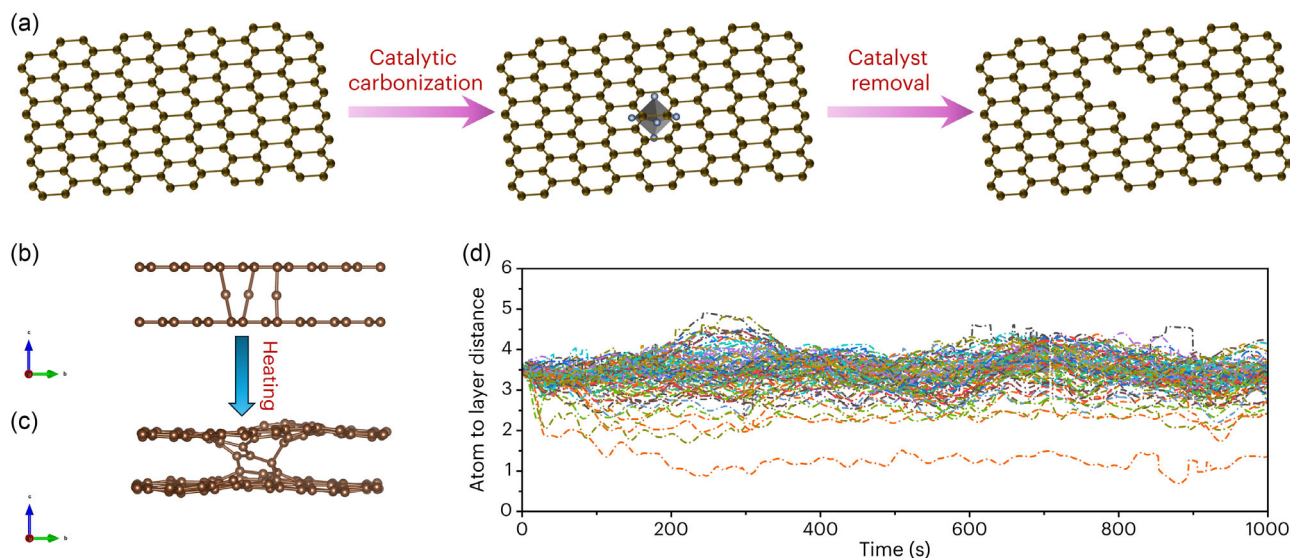 (a)
Catalytic
carbonization
Catalyst
removal
(b)
c
b
Heating
(c)
c
b
(d)
Atom to layer distance
6
5
4
3
2
1
0
0 200 400 600 800 1000
Time (s)